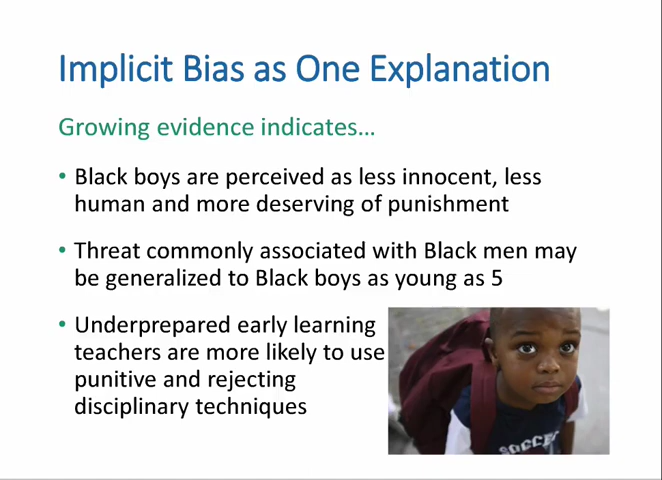 Implicit Bias as One Explanation
Growing evidence indicates…
• Black boys are perceived as less innocent, less
human and more deserving of punishment
• Threat commonly associated with Black men may
be generalized to Black boys as young as 5
• Underprepared early learning
teachers are more likely to use
punitive and rejecting
disciplinary techniques
SOCCER